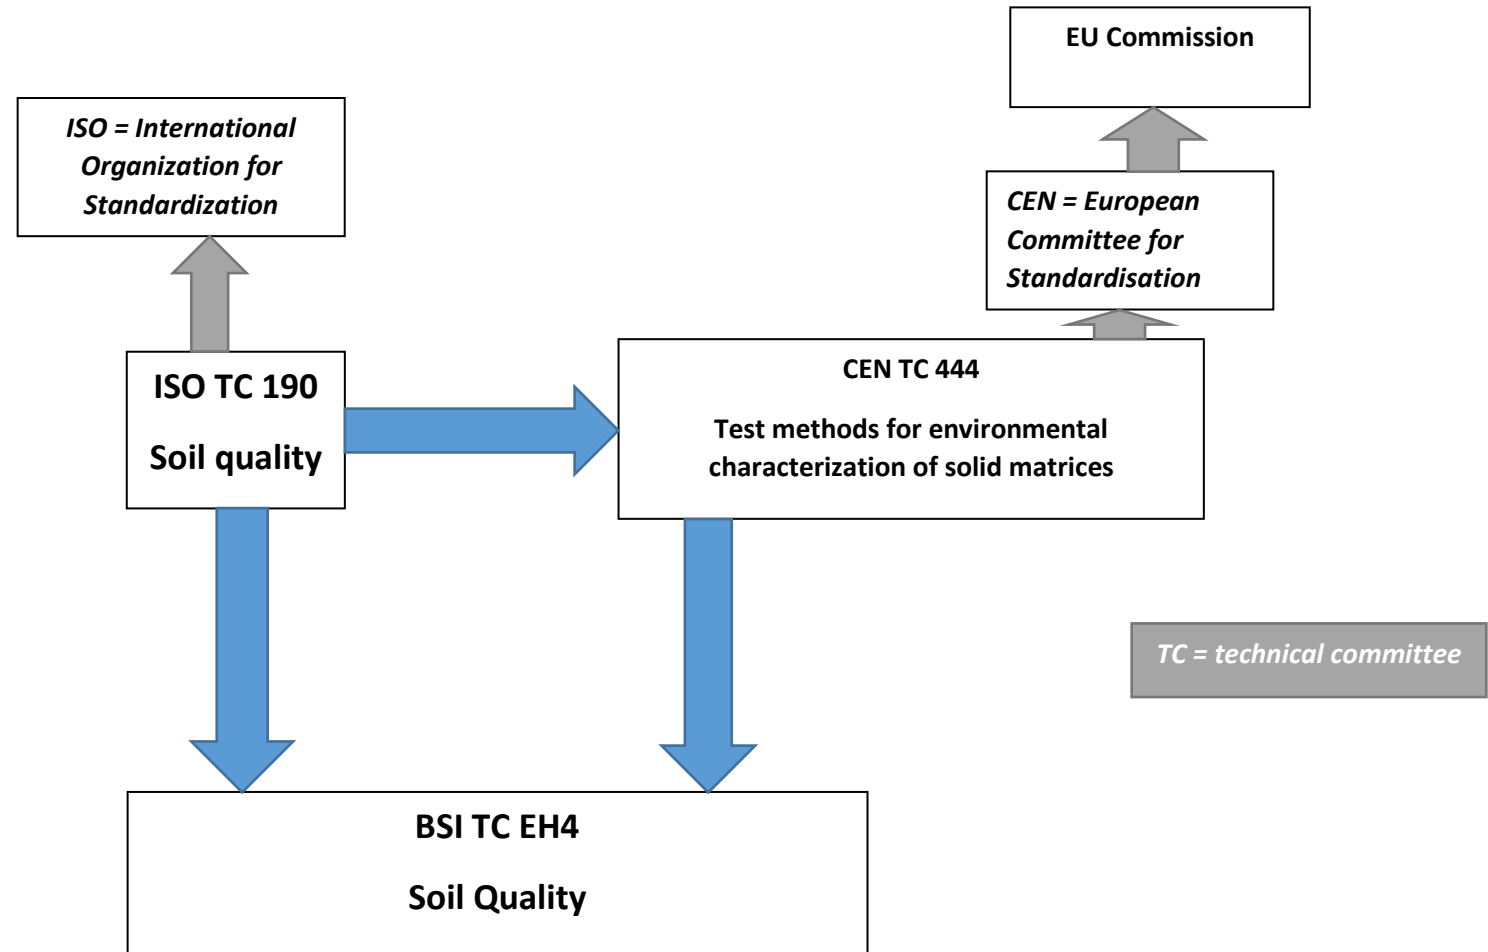 EU Commission
ISO = International
Organization for
Standardization
CEN = European
Committee for
Standardisation
ISO TC 190
Soil quality
CEN TC 444
Test methods for environmental
characterization of solid matrices
TC = technical committee
BSI TC EH4
Soil Quality